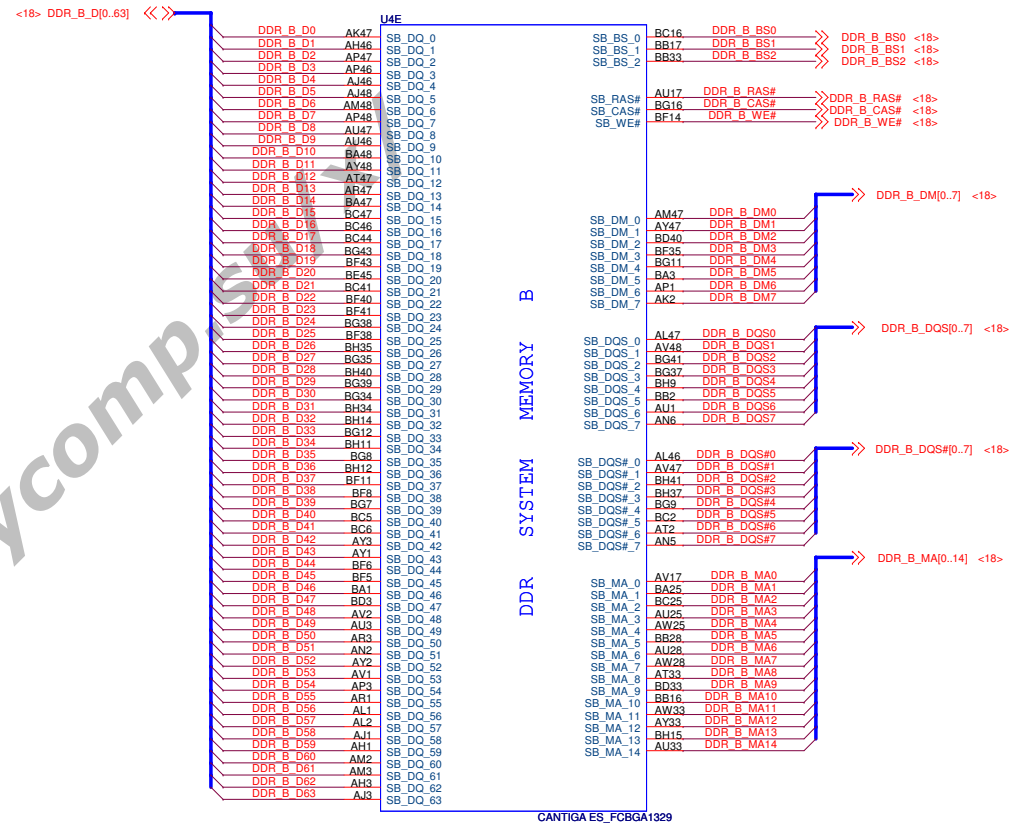 <18> DDR_B_D[0..63]
U4E
DDR_B_D0 AK47 SB_DQ_0
DDR_B_D1 AH46 SB_DQ_1
DDR_B_D2 AP47 SB_DQ_2
DDR_B_D3 AP46 SB_DQ_3
DDR_B_D4 AJ46 SB_DQ_4
DDR_B_D5 AJ48 SB_DQ_5
DDR_B_D6 AM48 SB_DQ_6
DDR_B_D7 AP48 SB_DQ_7
DDR_B_D8 AU47 SB_DQ_8
DDR_B_D9 AU46 SB_DQ_9
DDR_B_D10 BA48 SB_DQ_10
DDR_B_D11 AY48 SB_DQ_11
DDR_B_D12 AT47 SB_DQ_12
DDR_B_D13 AR47 SB_DQ_13
DDR_B_D14 BA47 SB_DQ_14
DDR_B_D15 BC47 SB_DQ_15
DDR_B_D16 BC46 SB_DQ_16
DDR_B_D17 BC44 SB_DQ_17
DDR_B_D18 BG43 SB_DQ_18
DDR_B_D19 BF43 SB_DQ_19
DDR_B_D20 BE45 SB_DQ_20
DDR_B_D21 BC41 SB_DQ_21
DDR_B_D22 BF40 SB_DQ_22
DDR_B_D23 BF41 SB_DQ_23
DDR_B_D24 BG38 SB_DQ_24
DDR_B_D25 BF38 SB_DQ_25
DDR_B_D26 BH35 SB_DQ_26
DDR_B_D27 BG35 SB_DQ_27
DDR_B_D28 BH40 SB_DQ_28
DDR_B_D29 BG39 SB_DQ_29
DDR_B_D30 BG34 SB_DQ_30
DDR_B_D31 BH34 SB_DQ_31
DDR_B_D32 BH14 SB_DQ_32
DDR_B_D33 BG12 SB_DQ_33
DDR_B_D34 BH11 SB_DQ_34
DDR_B_D35 BG8 SB_DQ_35
DDR_B_D36 BH12 SB_DQ_36
DDR_B_D37 BF11 SB_DQ_37
DDR_B_D38 BF8 SB_DQ_38
DDR_B_D39 BG7 SB_DQ_39
DDR_B_D40 BC5 SB_DQ_40
DDR_B_D41 BC6 SB_DQ_41
DDR_B_D42 AY3 SB_DQ_42
DDR_B_D43 AY1 SB_DQ_43
DDR_B_D44 BF6 SB_DQ_44
DDR_B_D45 BF5 SB_DQ_45
DDR_B_D46 BA1 SB_DQ_46
DDR_B_D47 BD3 SB_DQ_47
DDR_B_D48 AV2 SB_DQ_48
DDR_B_D49 AU3 SB_DQ_49
DDR_B_D50 AR3 SB_DQ_50
DDR_B_D51 AN2 SB_DQ_51
DDR_B_D52 AY2 SB_DQ_52
DDR_B_D53 AV1 SB_DQ_53
DDR_B_D54 AP3 SB_DQ_54
DDR_B_D55 AR1 SB_DQ_55
DDR_B_D56 AL1 SB_DQ_56
DDR_B_D57 AL2 SB_DQ_57
DDR_B_D58 AJ1 SB_DQ_58
DDR_B_D59 AH1 SB_DQ_59
DDR_B_D60 AM2 SB_DQ_60
DDR_B_D61 AM3 SB_DQ_61
DDR_B_D62 AH3 SB_DQ_62
DDR_B_D63 AJ3 SB_DQ_63
DDR SYSTEM MEMORY B
SB_BS_0 BC16 DDR_B_BS0 DDR_B_BS0 <18>
SB_BS_1 BB17 DDR_B_BS1 DDR_B_BS1 <18>
SB_BS_2 BB33 DDR_B_BS2 DDR_B_BS2 <18>
SB_RAS# AU17 DDR_B_RAS# DDR_B_RAS# <18>
SB_CAS# BG16 DDR_B_CAS# DDR_B_CAS# <18>
SB_WE# BF14 DDR_B_WE# DDR_B_WE# <18>
DDR_B_DM[0..7] <18>
SB_DM_0 AM47 DDR_B_DM0
SB_DM_1 AY47 DDR_B_DM1
SB_DM_2 BD40 DDR_B_DM2
SB_DM_3 BF35 DDR_B_DM3
SB_DM_4 BG11 DDR_B_DM4
SB_DM_5 BA3 DDR_B_DM5
SB_DM_6 AP1 DDR_B_DM6
SB_DM_7 AK2 DDR_B_DM7
DDR_B_DQS[0..7] <18>
SB_DQS_0 AL47 DDR_B_DQS0
SB_DQS_1 AV48 DDR_B_DQS1
SB_DQS_2 BG41 DDR_B_DQS2
SB_DQS_3 BG37 DDR_B_DQS3
SB_DQS_4 BH9 DDR_B_DQS4
SB_DQS_5 BB2 DDR_B_DQS5
SB_DQS_6 AU1 DDR_B_DQS6
SB_DQS_7 AN6 DDR_B_DQS7
DDR_B_DQS#[0..7] <18>
SB_DQS#_0 AL46 DDR_B_DQS#0
SB_DQS#_1 AV47 DDR_B_DQS#1
SB_DQS#_2 BH41 DDR_B_DQS#2
SB_DQS#_3 BH37 DDR_B_DQS#3
SB_DQS#_4 BG9 DDR_B_DQS#4
SB_DQS#_5 BC2 DDR_B_DQS#5
SB_DQS#_6 AT2 DDR_B_DQS#6
SB_DQS#_7 AN5 DDR_B_DQS#7
DDR_B_MA[0..14] <18>
SB_MA_0 AV17 DDR_B_MA0
SB_MA_1 BA25 DDR_B_MA1
SB_MA_2 BC25 DDR_B_MA2
SB_MA_3 AU25 DDR_B_MA3
SB_MA_4 AW25 DDR_B_MA4
SB_MA_5 BB28 DDR_B_MA5
SB_MA_6 AU28 DDR_B_MA6
SB_MA_7 AW28 DDR_B_MA7
SB_MA_8 AT33 DDR_B_MA8
SB_MA_9 BD33 DDR_B_MA9
SB_MA_10 BB16 DDR_B_MA10
SB_MA_11 AW33 DDR_B_MA11
SB_MA_12 AY33 DDR_B_MA12
SB_MA_13 BH15 DDR_B_MA13
SB_MA_14 AU33 DDR_B_MA14
CANTIGA ES_FCBGA1329